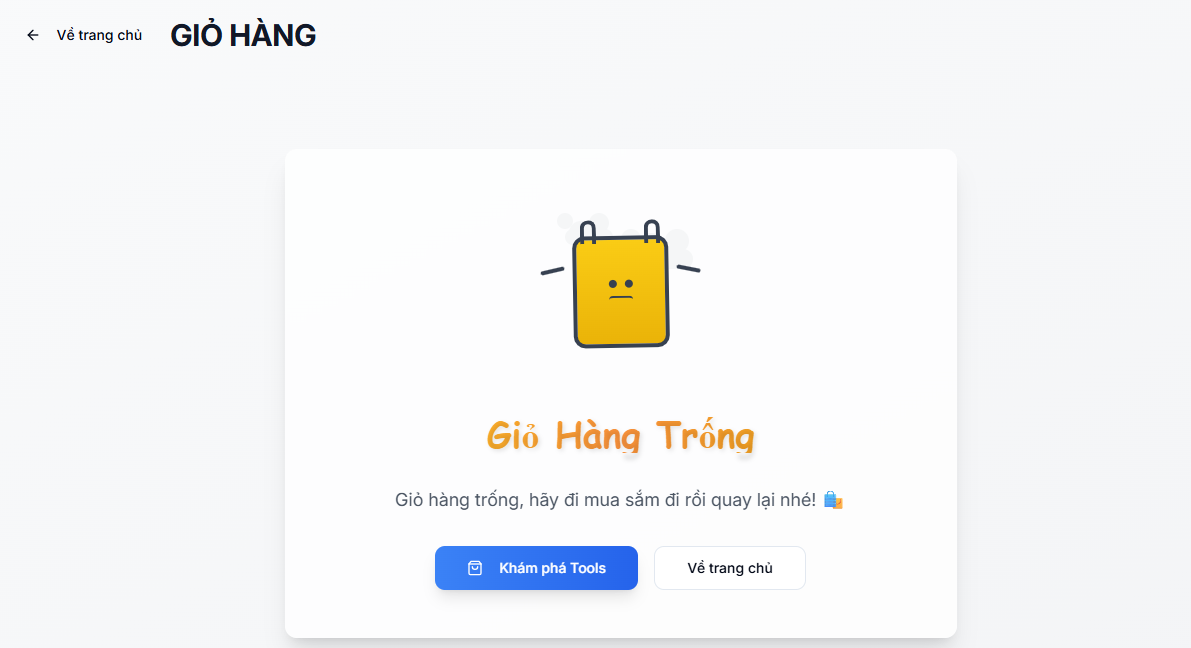 Về trang chủ
GIỎ HÀNG
Giỏ Hàng Trống
Giỏ hàng trống, hãy đi mua sắm đi rồi quay lại nhé! 🛍️
Khám phá Tools
Về trang chủ